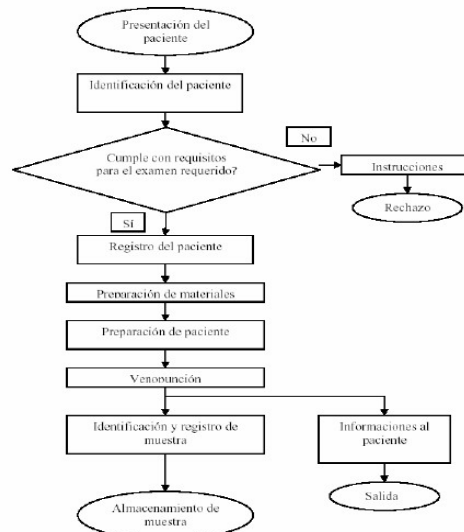 Presentación del
paciente
Identificación del paciente
No
Cumple con requisitos
para el examen requerido?
Instrucciones
Rechazo
Sí
Registro del paciente
Preparación de materiales
Preparación de paciente
Venopunción
Identificación y registro de
muestra
Informaciones al
paciente
Almacenamiento de
muestra
Salida